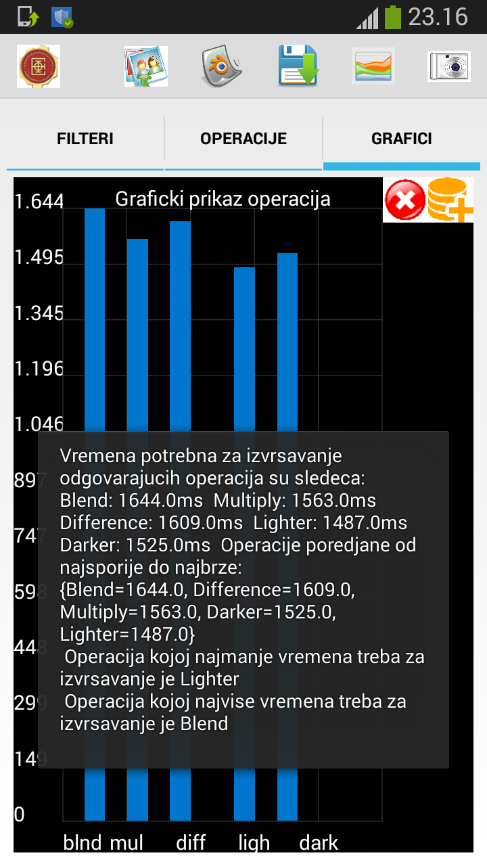 23.16
FILTERI OPERACIJE GRAFICI
Graficki prikaz operacija
1.644
1.495
1.345
1.196
1.046
897
747
598
448
299
149
0
Vremena potrebna za izvrsavanje
odgovarajucih operacija su sledeca:
Blend: 1644.0ms  Multiply: 1563.0ms
Difference: 1609.0ms  Lighter: 1487.0ms
Darker: 1525.0ms  Operacije poredjane od
najsporije do najbrze:
{Blend=1644.0, Difference=1609.0,
Multiply=1563.0, Darker=1525.0,
Lighter=1487.0}
Operacija kojoj najmanje vremena treba za
izvrsavanje je Lighter
Operacija kojoj najvise vremena treba za
izvrsavanje je Blend
blnd mul diff ligh dark